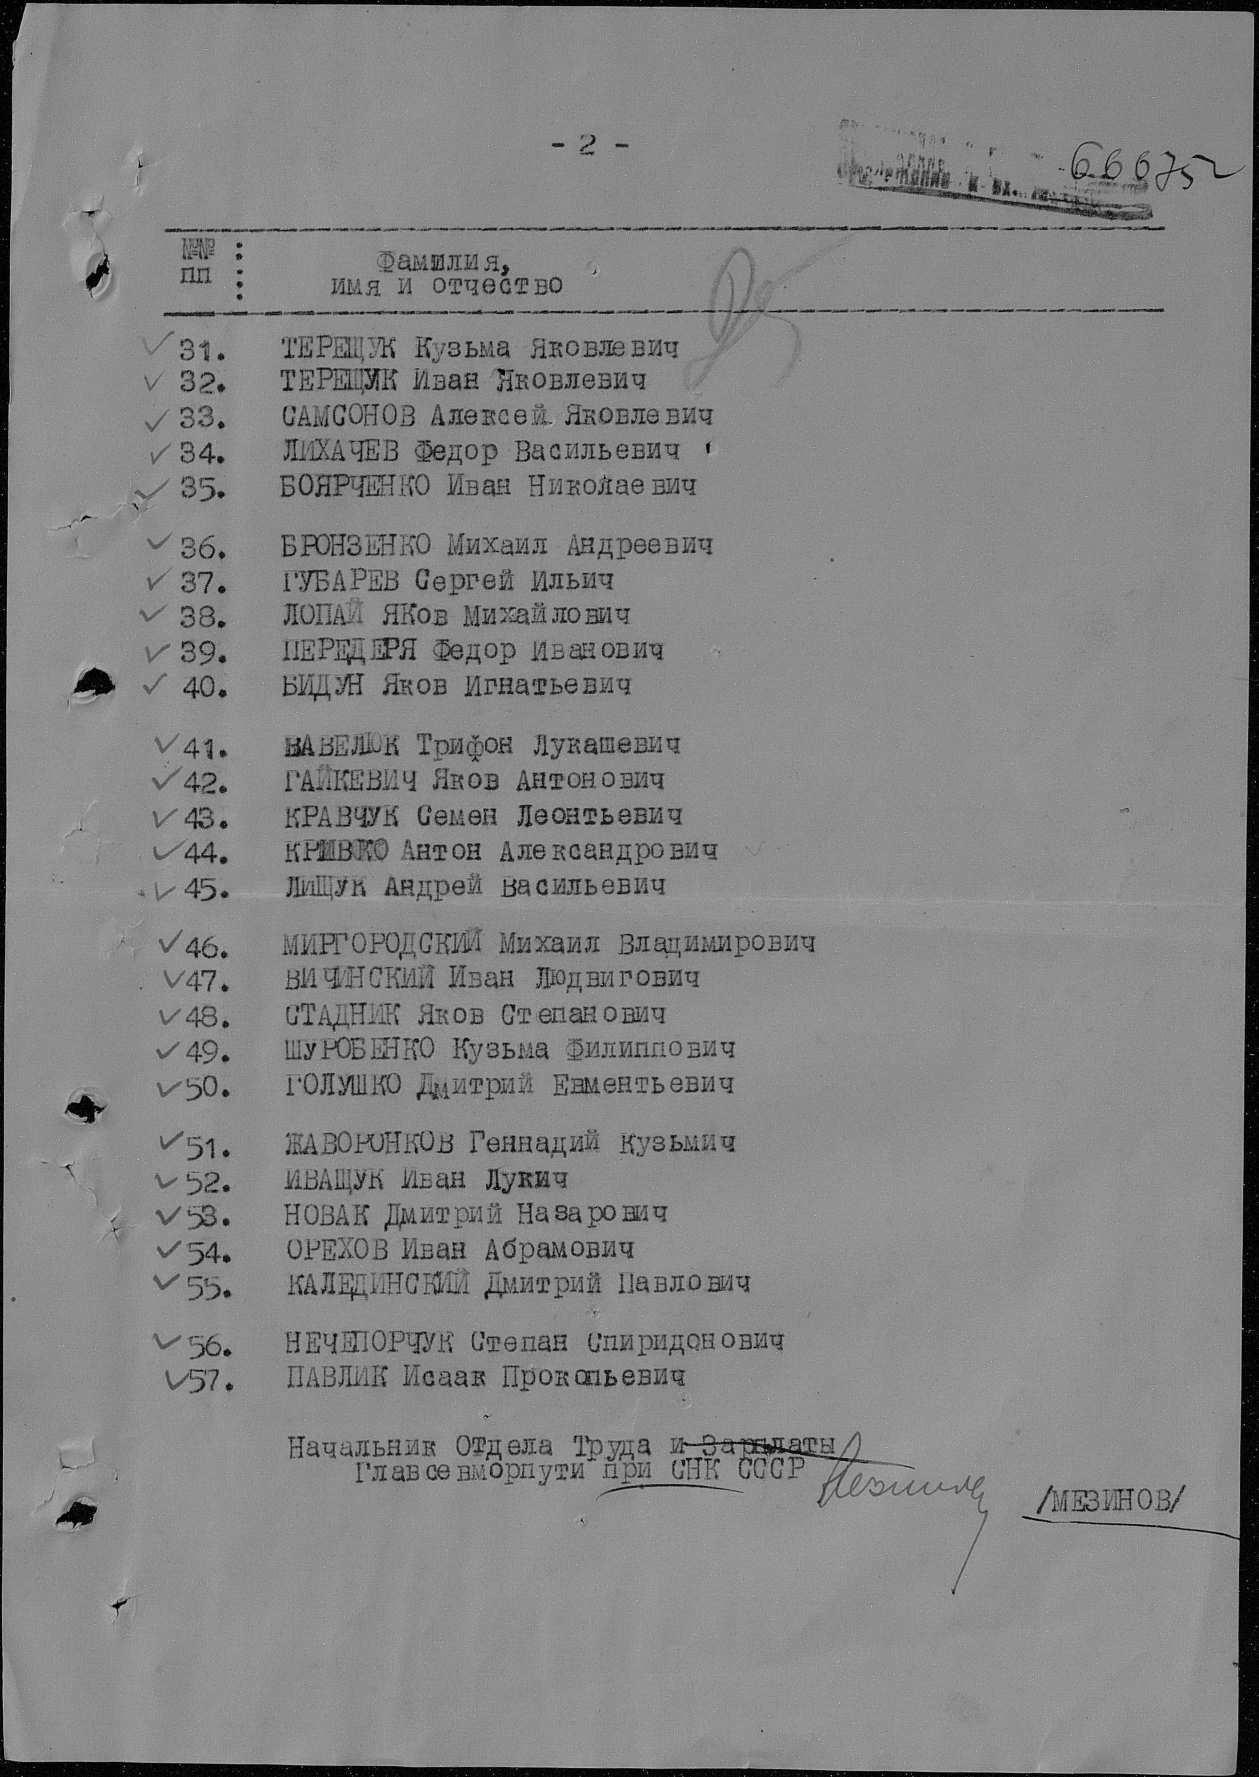 - 2 -
666752
№№
пп
Фамилия,
имя и отчество
31. ТЕРЕЩУК Кузьма Яковлевич
32. ТЕРЕЩУК Иван Яковлевич
33. САМСОНОВ Алексей Яковлевич
34. ЛИХАЧЕВ Федор Васильевич
35. БОЯРЧЕНКО Иван Николаевич
36. БРОНЗЕНКО Михаил Андреевич
37. ГУБАРЕВ Сергей Ильич
38. ЛОПАЙ ЯКов Михайлович
39. ПЕРЕДЕРЯ Федор Иванович
40. БИДУН Яков Игнатьевич
41. ВАВЕЛЮК Трифон Лукашевич
42. ГАЙКЕВИЧ Яков Антонович
43. КРАВЧУК Семен Леонтьевич
44. КРИВКО Антон Александрович
45. ЛИЩУК Андрей Васильевич
46. МИРГОРОДСКИЙ Михаил Владимирович
47. ВИЧИНСКИЙ Иван Людвигович
48. СТАДНИК Яков Степанович
49. ШУРОБЕНКО Кузьма Филиппович
50. ГОЛУШКО Дмитрий Евментьевич
51. ЖАВОРОНКОВ Геннадий Кузьмич
52. ИВАЩУК Иван Лукич
53. НОВАК Дмитрий Назарович
54. ОРЕХОВ Иван Абрамович
55. КАЛЕДИНСКИЙ Дмитрий Павлович
56. НЕЧЕПОРЧУК Степан Спиридонович
57. ПАВЛИК Исаак Прокопьевич
Начальник Отдела Труда и Зарплаты
Главсевморпути при СНК СССР
/МЕЗИНОВ/